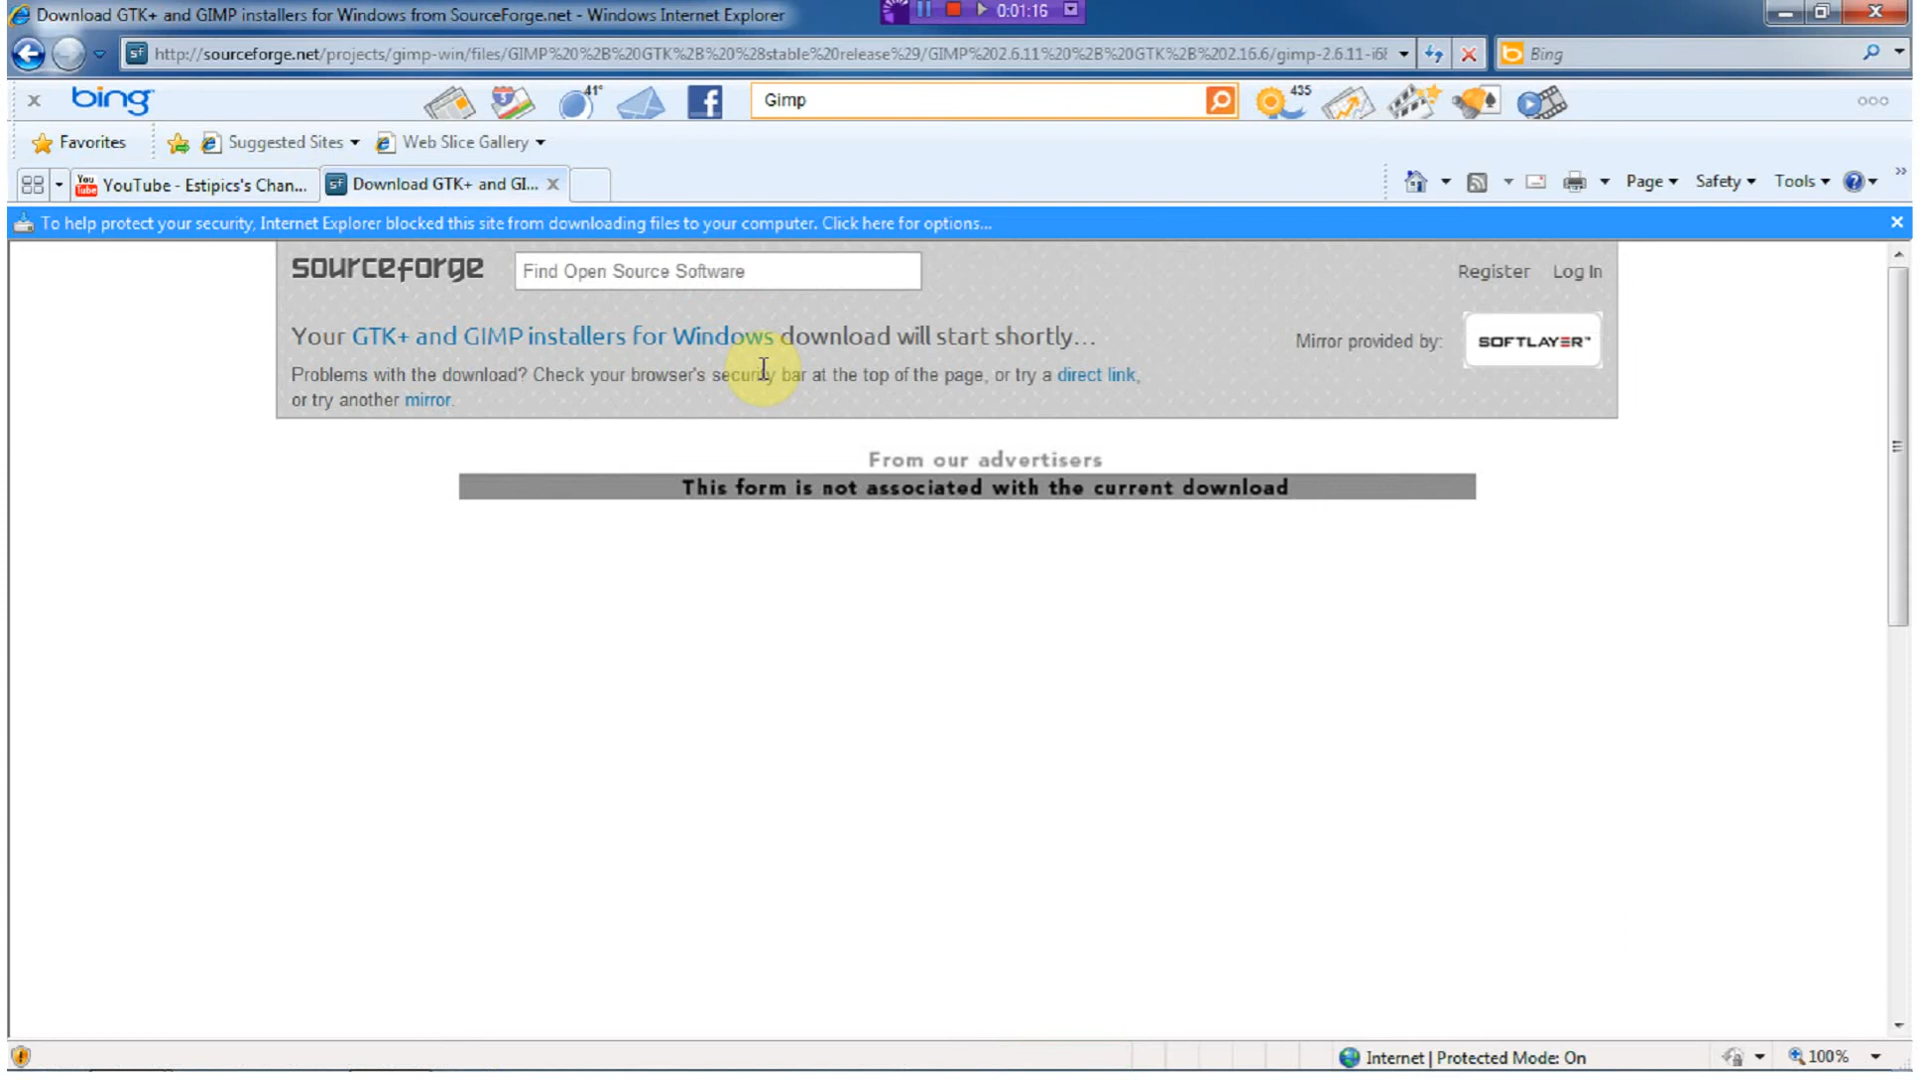 Download GTK+ and GIMP installers for Windows from SourceForge.net - Windows Internet Explorer
0:01:16
http://sourceforge.net/projects/gimp-win/files/GIMP%20%2B%20GTK%2B%20%28stable%20release%29/GIMP%202.6.11%20%2B%20GTK%2B%202.16.6/gimp-2.6.11-i68
Bing
bing
41°
Gimp
435
Favorites
Suggested Sites
Web Slice Gallery
YouTube - Estipics's Chan...
Download GTK+ and GI...
Page
Safety
Tools
To help protect your security, Internet Explorer blocked this site from downloading files to your computer. Click here for options...
sourceforge
Find Open Source Software
Register
Log In
Your GTK+ and GIMP installers for Windows download will start shortly...
Mirror provided by:
SOFTLAYER™
Problems with the download? Check your browser's security bar at the top of the page, or try a direct link,
or try another mirror.
From our advertisers
This form is not associated with the current download
Internet | Protected Mode: On
100%